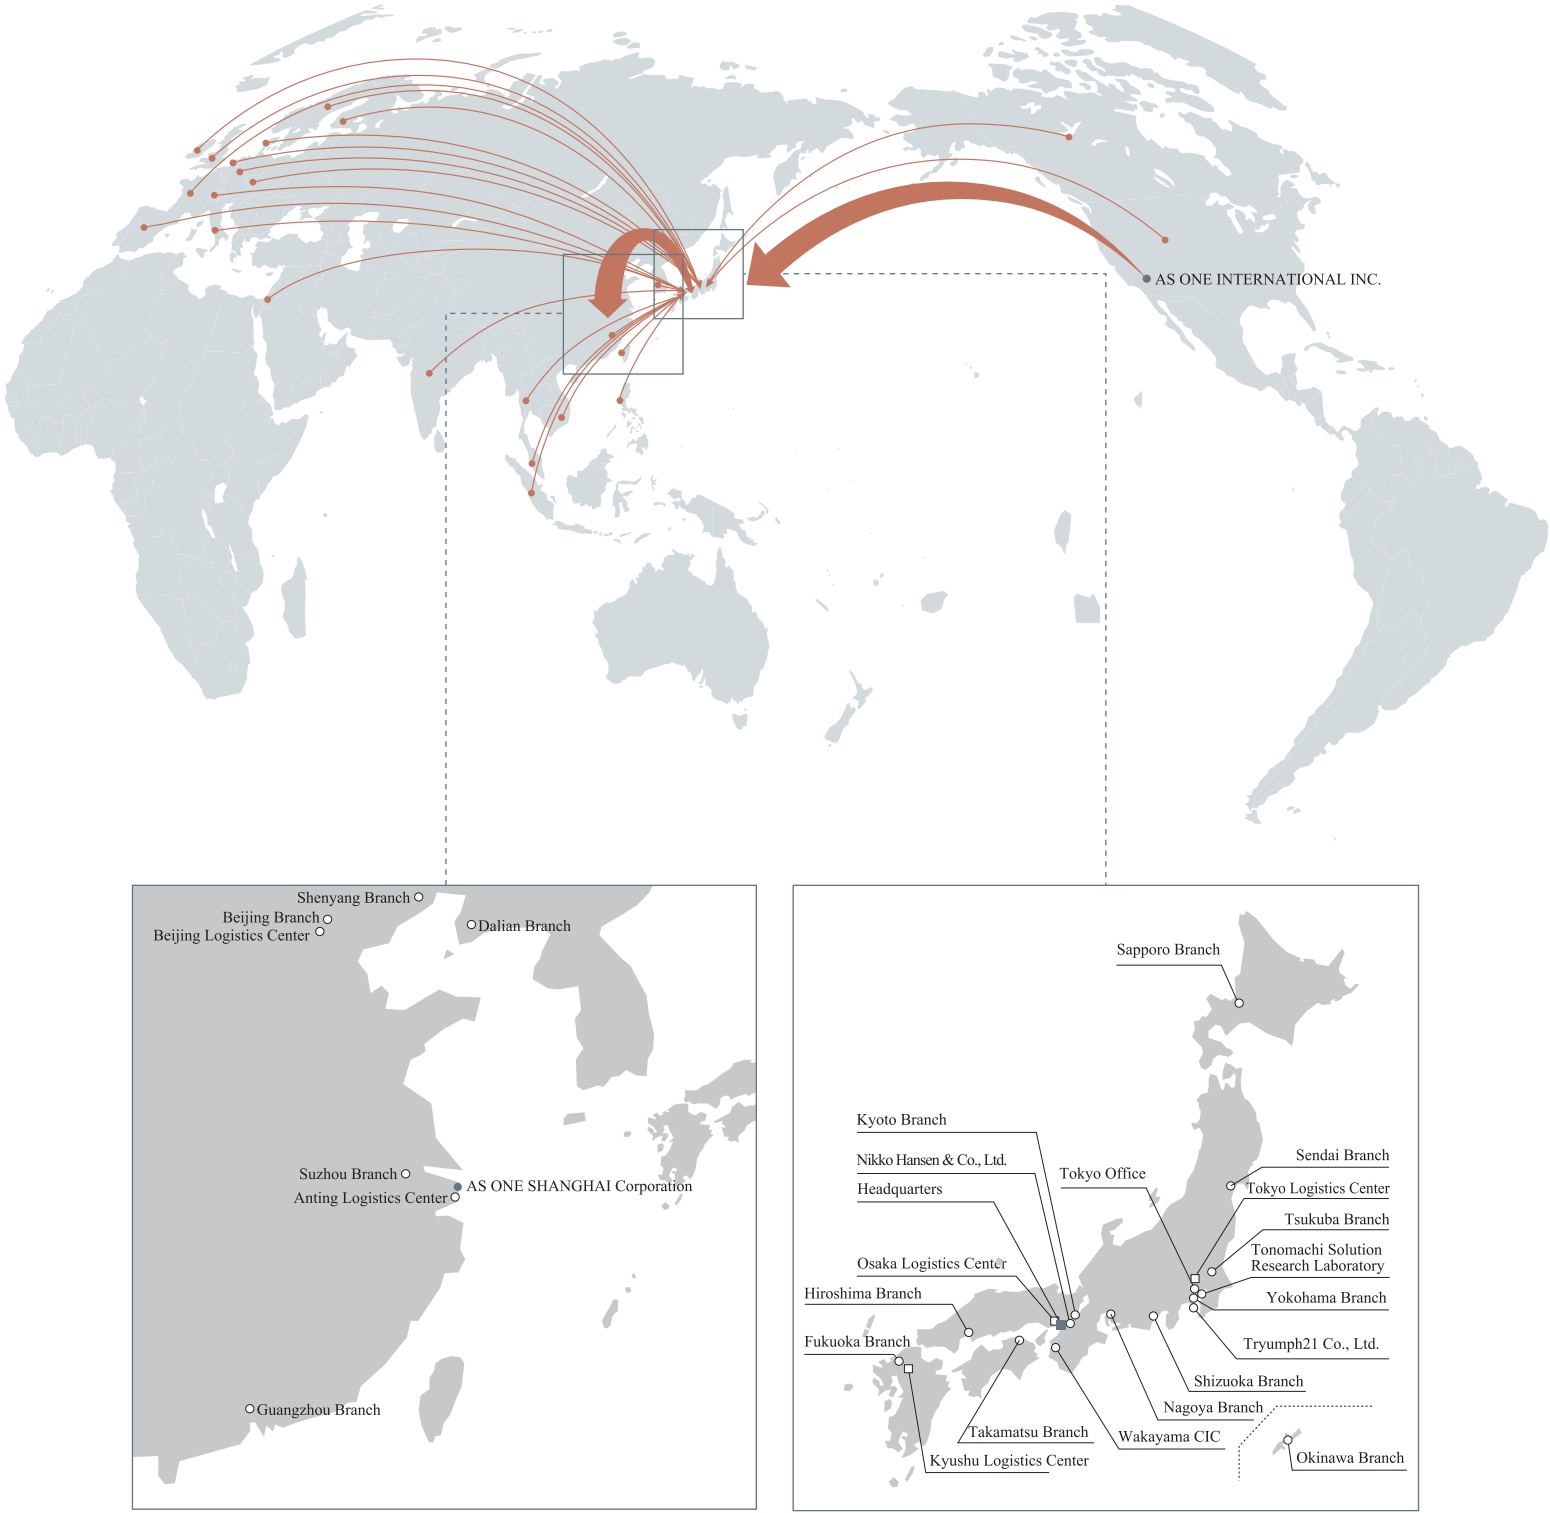 AS ONE INTERNATIONAL INC.
Shenyang Branch
Beijing Branch
Beijing Logistics Center
Dalian Branch
Suzhou Branch
AS ONE SHANGHAI Corporation
Anting Logistics Center
Guangzhou Branch
Sapporo Branch
Kyoto Branch
Nikko Hansen & Co., Ltd.
Headquarters
Osaka Logistics Center
Hiroshima Branch
Fukuoka Branch
Tokyo Office
Sendai Branch
Tokyo Logistics Center
Tsukuba Branch
Tonomachi Solution
Research Laboratory
Yokohama Branch
Tryumph21 Co., Ltd.
Shizuoka Branch
Nagoya Branch
Takamatsu Branch
Wakayama CIC
Kyushu Logistics Center
Okinawa Branch